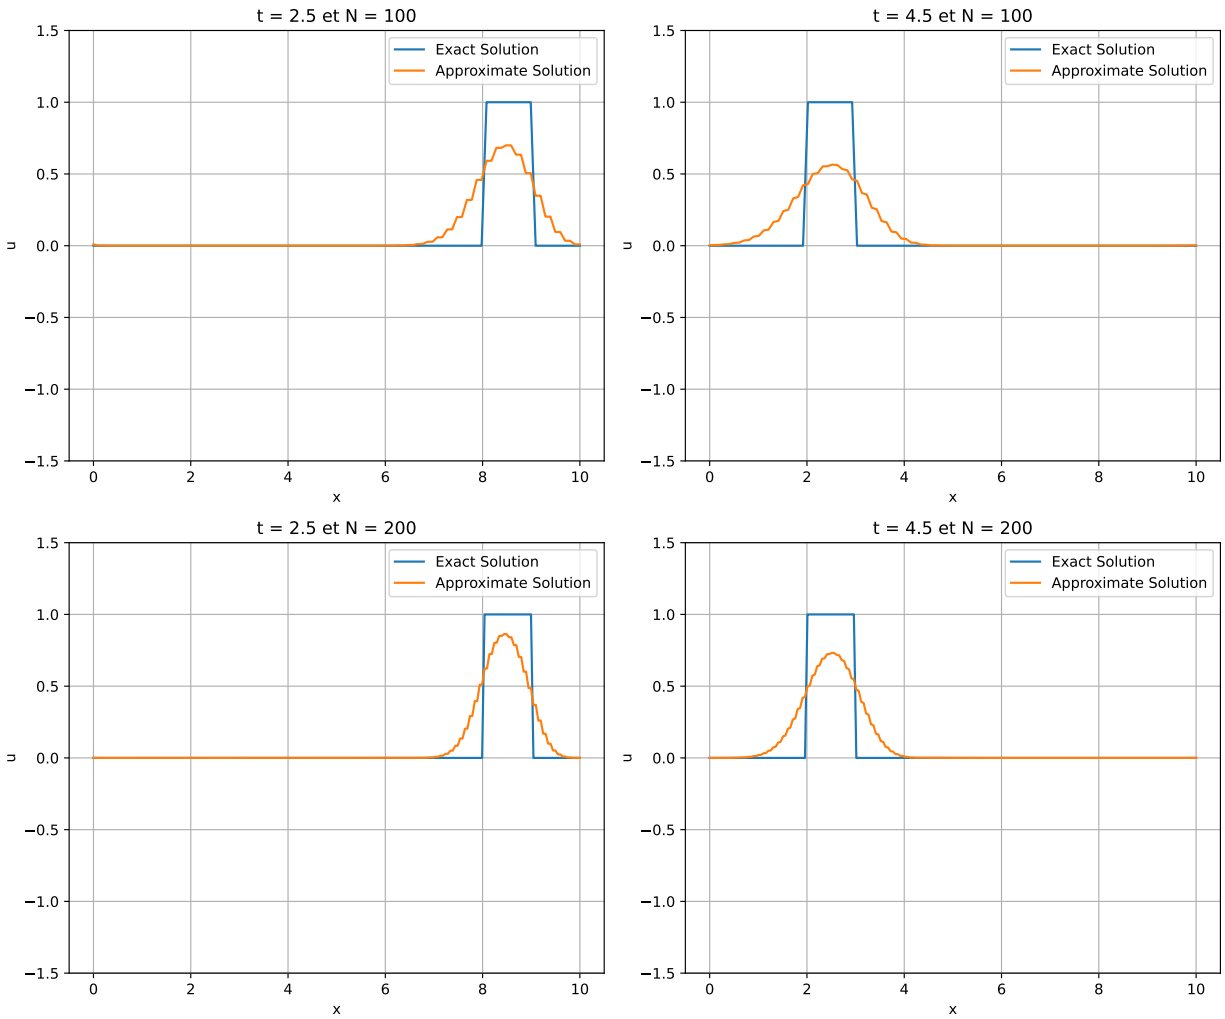 t = 2.5 et N = 100
1.5
1.0
0.5
0.0
−0.5
−1.0
−1.5
u
0 2 4 6 8 10
x
Exact Solution
Approximate Solution
t = 4.5 et N = 100
1.5
1.0
0.5
0.0
−0.5
−1.0
−1.5
u
0 2 4 6 8 10
x
Exact Solution
Approximate Solution
t = 2.5 et N = 200
1.5
1.0
0.5
0.0
−0.5
−1.0
−1.5
u
0 2 4 6 8 10
x
Exact Solution
Approximate Solution
t = 4.5 et N = 200
1.5
1.0
0.5
0.0
−0.5
−1.0
−1.5
u
0 2 4 6 8 10
x
Exact Solution
Approximate Solution